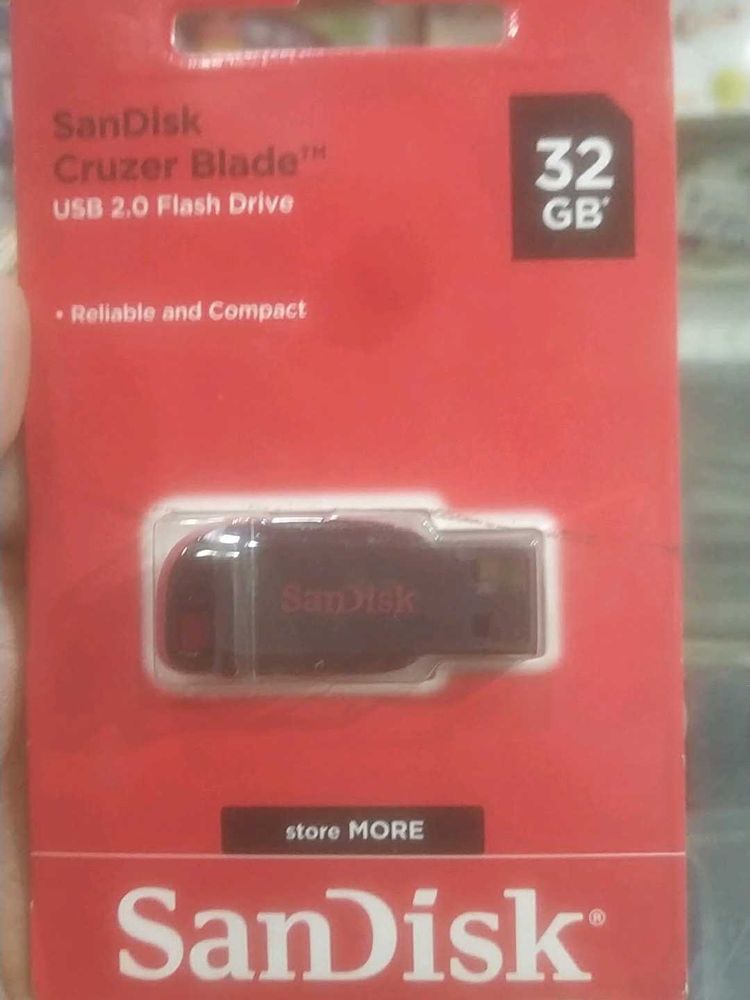 SanDisk
Cruzer Blade™
USB 2.0 Flash Drive
32
GB*
• Reliable and Compact
SanDisk
store MORE
SanDisk®